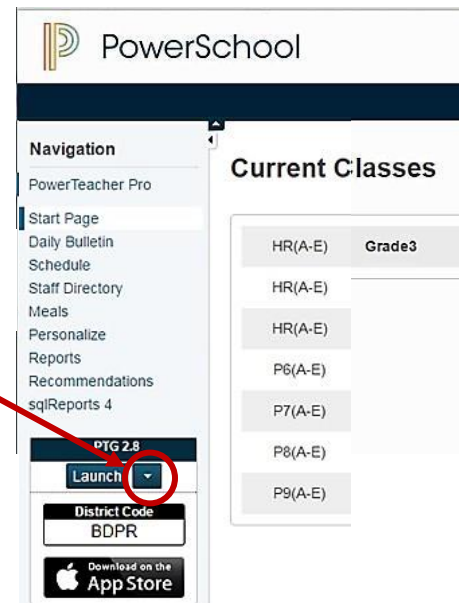 PowerSchool
Navigation
PowerTeacher Pro
Start Page
Daily Bulletin
Schedule
Staff Directory
Meals
Personalize
Reports
Recommendations
sqlReports 4
PTG 2.8
Launch
District Code
BDPR
Download on the
App Store
Current Classes
HR(A-E) Grade3
HR(A-E)
HR(A-E)
P6(A-E)
P7(A-E)
P8(A-E)
P9(A-E)